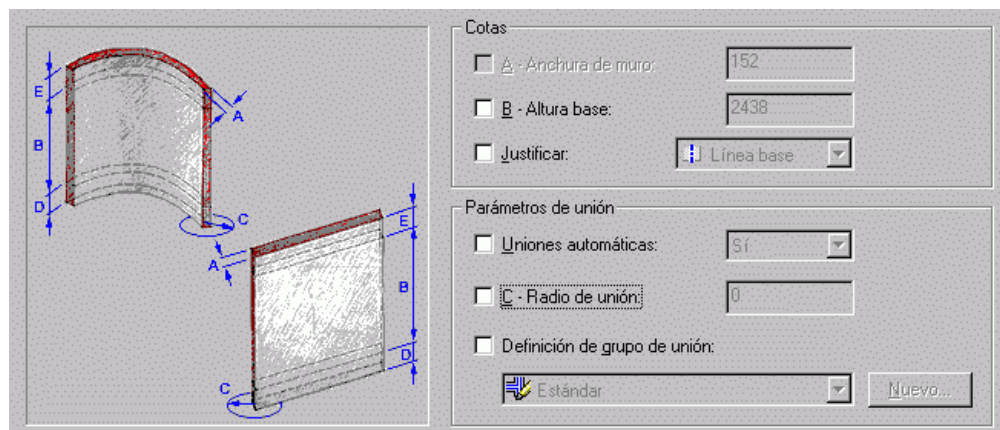 E
B
D
A
C
A
E
B
D
C
Cotas
A - Anchura de muro:
152
B - Altura base:
2438
Justificar:
Línea base
Parámetros de unión
Uniones automáticas:
Sí
C - Radio de unión:
0
Definición de grupo de unión:
Estándar
Nuevo...